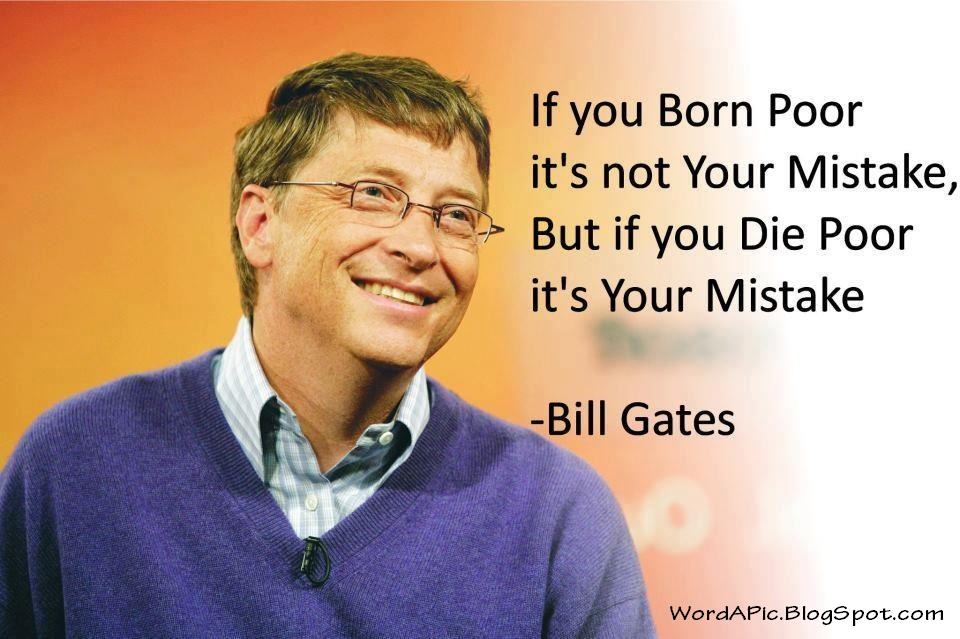 If you Born Poor
it's not Your Mistake,
But if you Die Poor
it's Your Mistake
-Bill Gates
WordAPic.BlogSpot.com